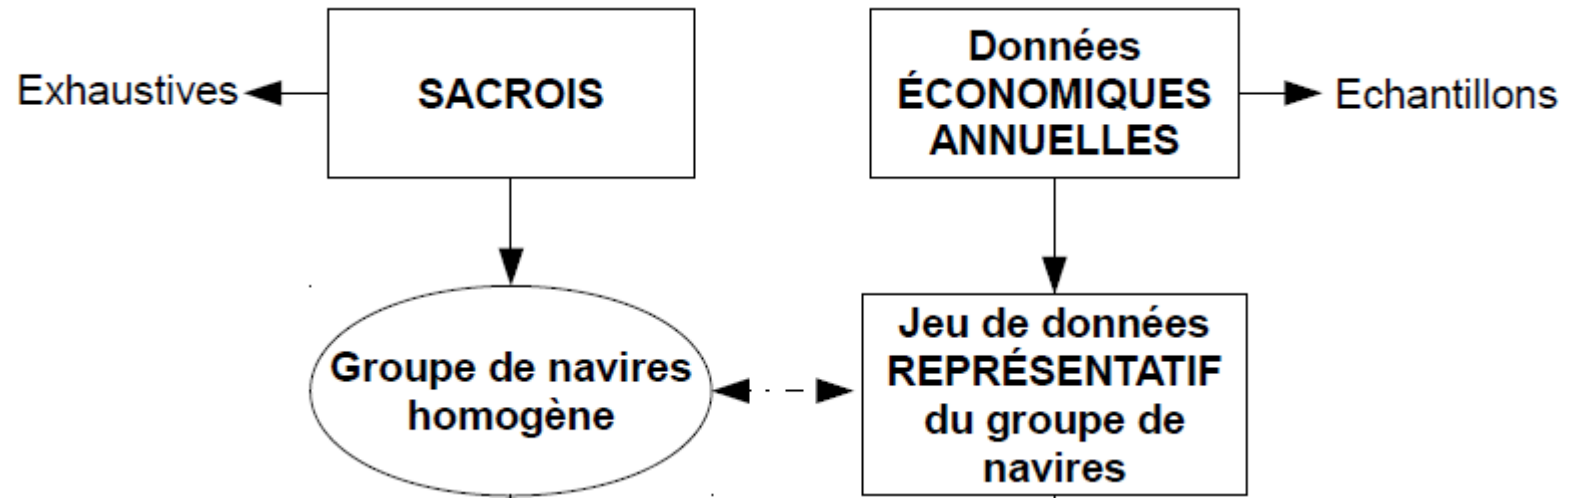 Exhaustives
SACROIS
Données
ÉCONOMIQUES
ANNUELLES
Echantillons
Groupe de navires
homogène
Jeu de données
REPRÉSENTATIF
du groupe de
navires